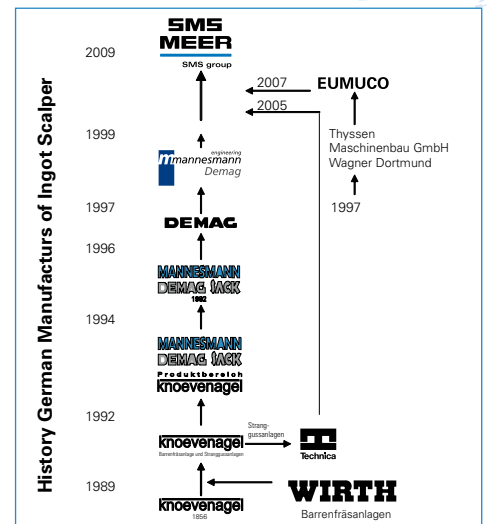 History German Manufacturs of Ingot Scalper
SMS
MEER
SMS group
2009
2007
EUMUCO
2005
Thyssen
Maschinenbau GmbH
Wagner Dortmund
1999
engineering
mannesmann
Demag
1997
1997
DEMAG
1996
MANNESMANN
DEMAG SACK
1992
1994
MANNESMANN
DEMAG SACK
Produktbereich
knoevenagel
1992
Strang-
gussanlagen
knoevenagel
Barrenfräsanlage und Stranggussanlagen
Technica
1989
WIRTH
Barrenfräsanlagen
knoevenagel
1856